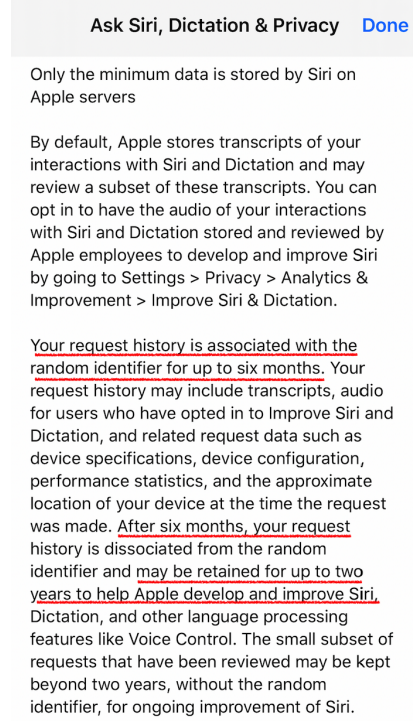 Ask Siri, Dictation & Privacy Done
Only the minimum data is stored by Siri on
Apple servers
By default, Apple stores transcripts of your
interactions with Siri and Dictation and may
review a subset of these transcripts. You can
opt in to have the audio of your interactions
with Siri and Dictation stored and reviewed by
Apple employees to develop and improve Siri
by going to Settings > Privacy > Analytics &
Improvement > Improve Siri & Dictation.
Your request history is associated with the
random identifier for up to six months. Your
request history may include transcripts, audio
for users who have opted in to Improve Siri and
Dictation, and related request data such as
device specifications, device configuration,
performance statistics, and the approximate
location of your device at the time the request
was made. After six months, your request
history is dissociated from the random
identifier and may be retained for up to two
years to help Apple develop and improve Siri,
Dictation, and other language processing
features like Voice Control. The small subset of
requests that have been reviewed may be kept
beyond two years, without the random
identifier, for ongoing improvement of Siri.